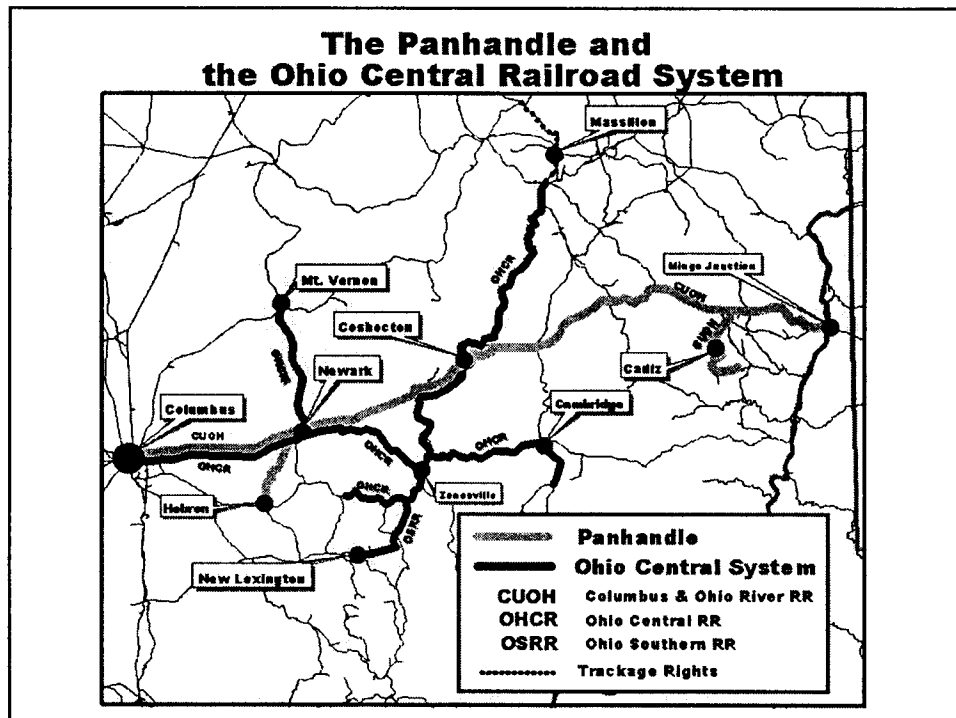 The Panhandle and
the Ohio Central Railroad System
Massillon
Mingo Junction
OHCR
CUOH
Mt. Vernon
Coshocton
OHCR
Newark
Cadiz
Columbus
Cambridge
CUOH
OHCR
OHCR
OHCR
OHCR
Zanesville
Hebron
OSRR
New Lexington
Panhandle
Ohio Central System
CUOH Columbus & Ohio River RR
OHCR Ohio Central RR
OSRR Ohio Southern RR
Trackage Rights